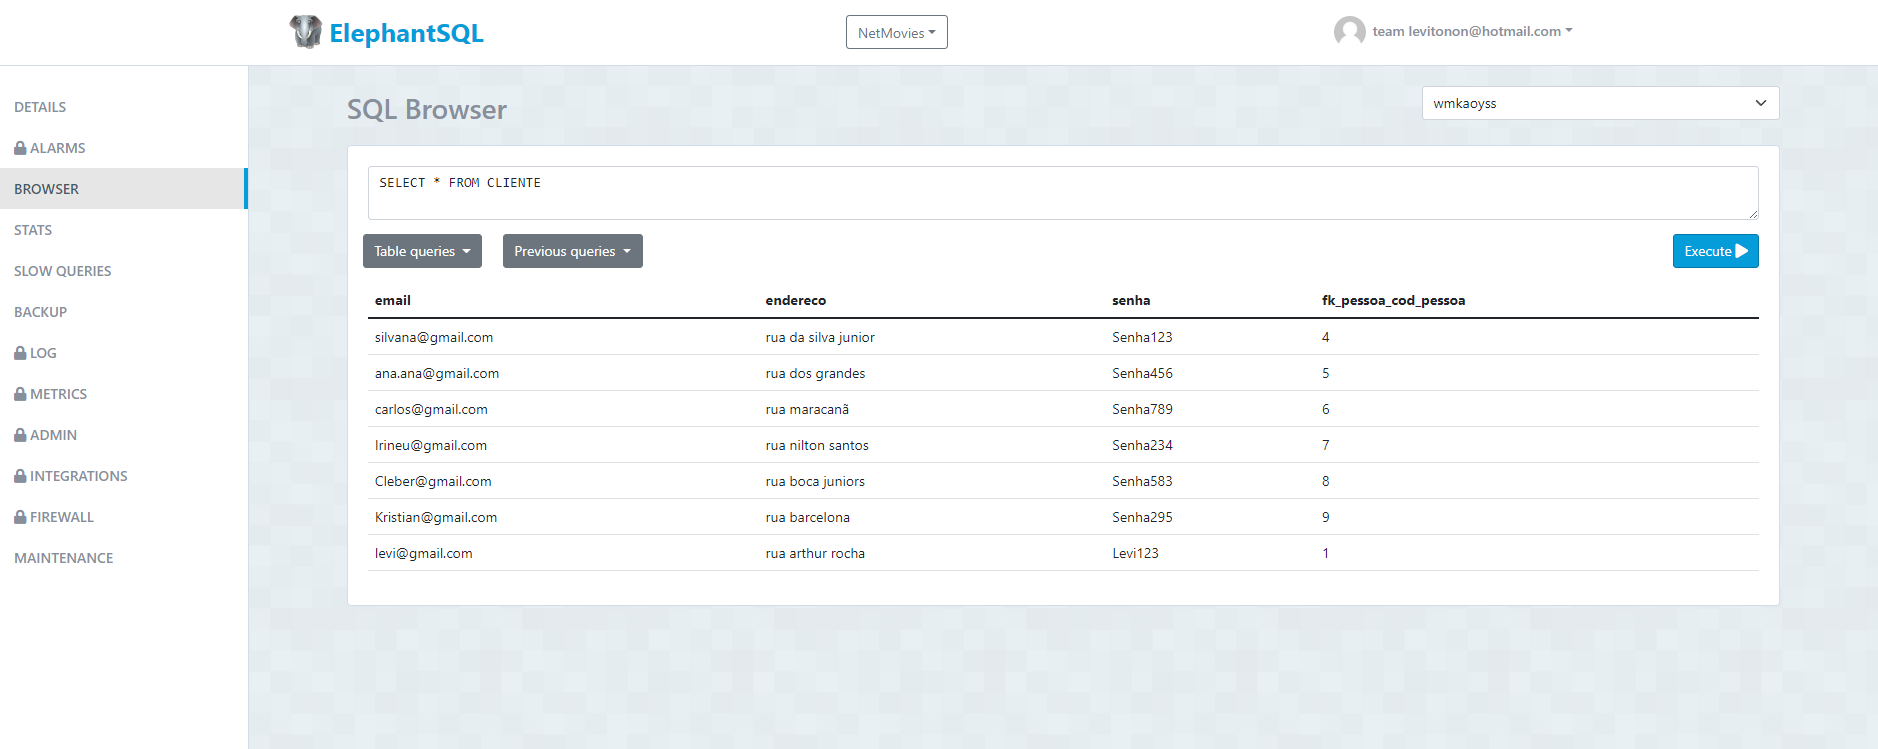 ElephantSQL
NetMovies
team levitonon@hotmail.com
DETAILS
ALARMS
BROWSER
STATS
SLOW QUERIES
BACKUP
LOG
METRICS
ADMIN
INTEGRATIONS
FIREWALL
MAINTENANCE
SQL Browser
wmkaoyss
SELECT * FROM CLIENTE
Table queries
Previous queries
Execute
email endereco senha fk_pessoa_cod_pessoa
silvana@gmail.com rua da silva junior Senha123 4
ana.ana@gmail.com rua dos grandes Senha456 5
carlos@gmail.com rua maracanã Senha789 6
Irineu@gmail.com rua nilton santos Senha234 7
Cleber@gmail.com rua boca juniors Senha583 8
Kristian@gmail.com rua barcelona Senha295 9
levi@gmail.com rua arthur rocha Levi123 1